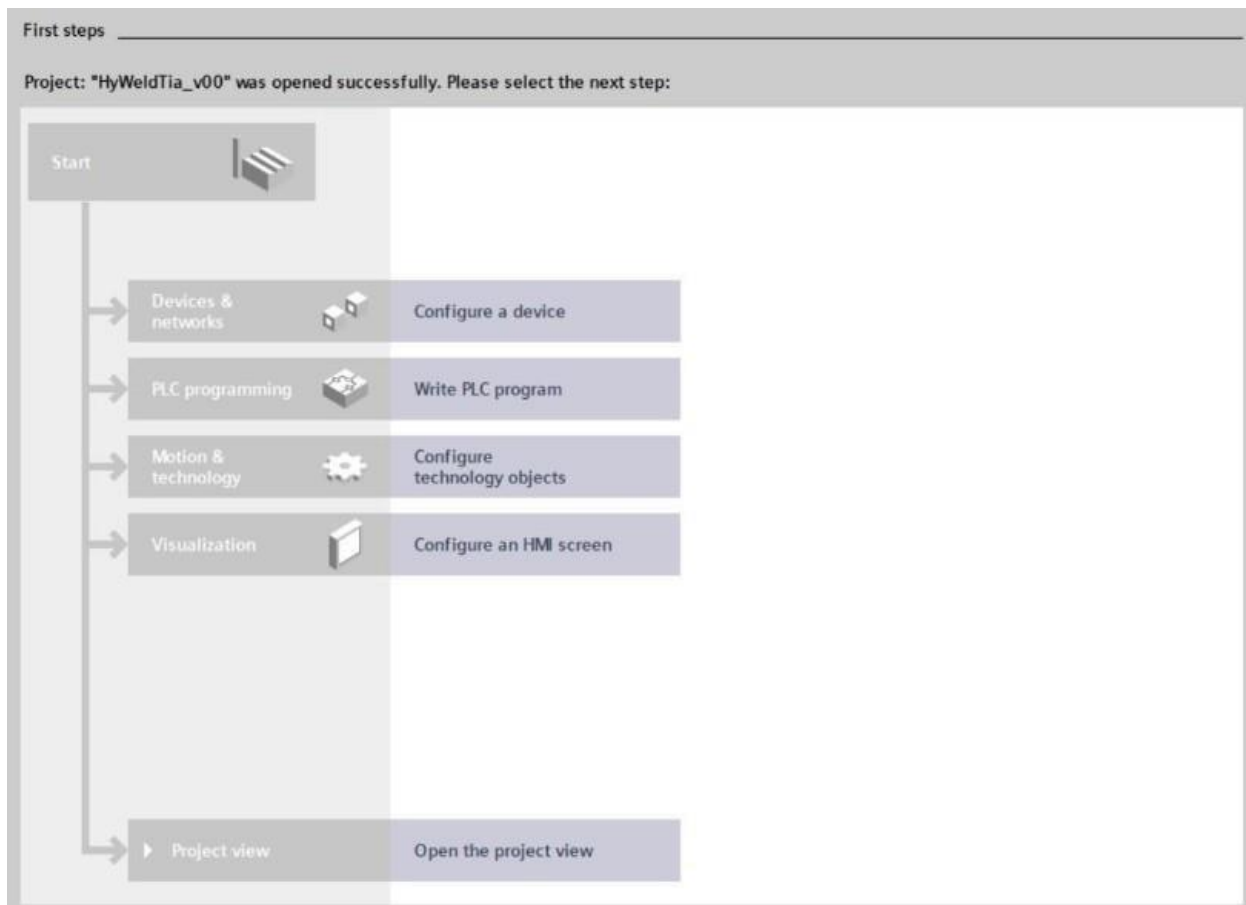 First steps
Project: "HyWeldTia_v00" was opened successfully. Please select the next step:
Start
Devices &
networks
Configure a device
PLC programming
Write PLC program
Motion &
technology
Configure
technology objects
Visualization
Configure an HMI screen
Project view
Open the project view